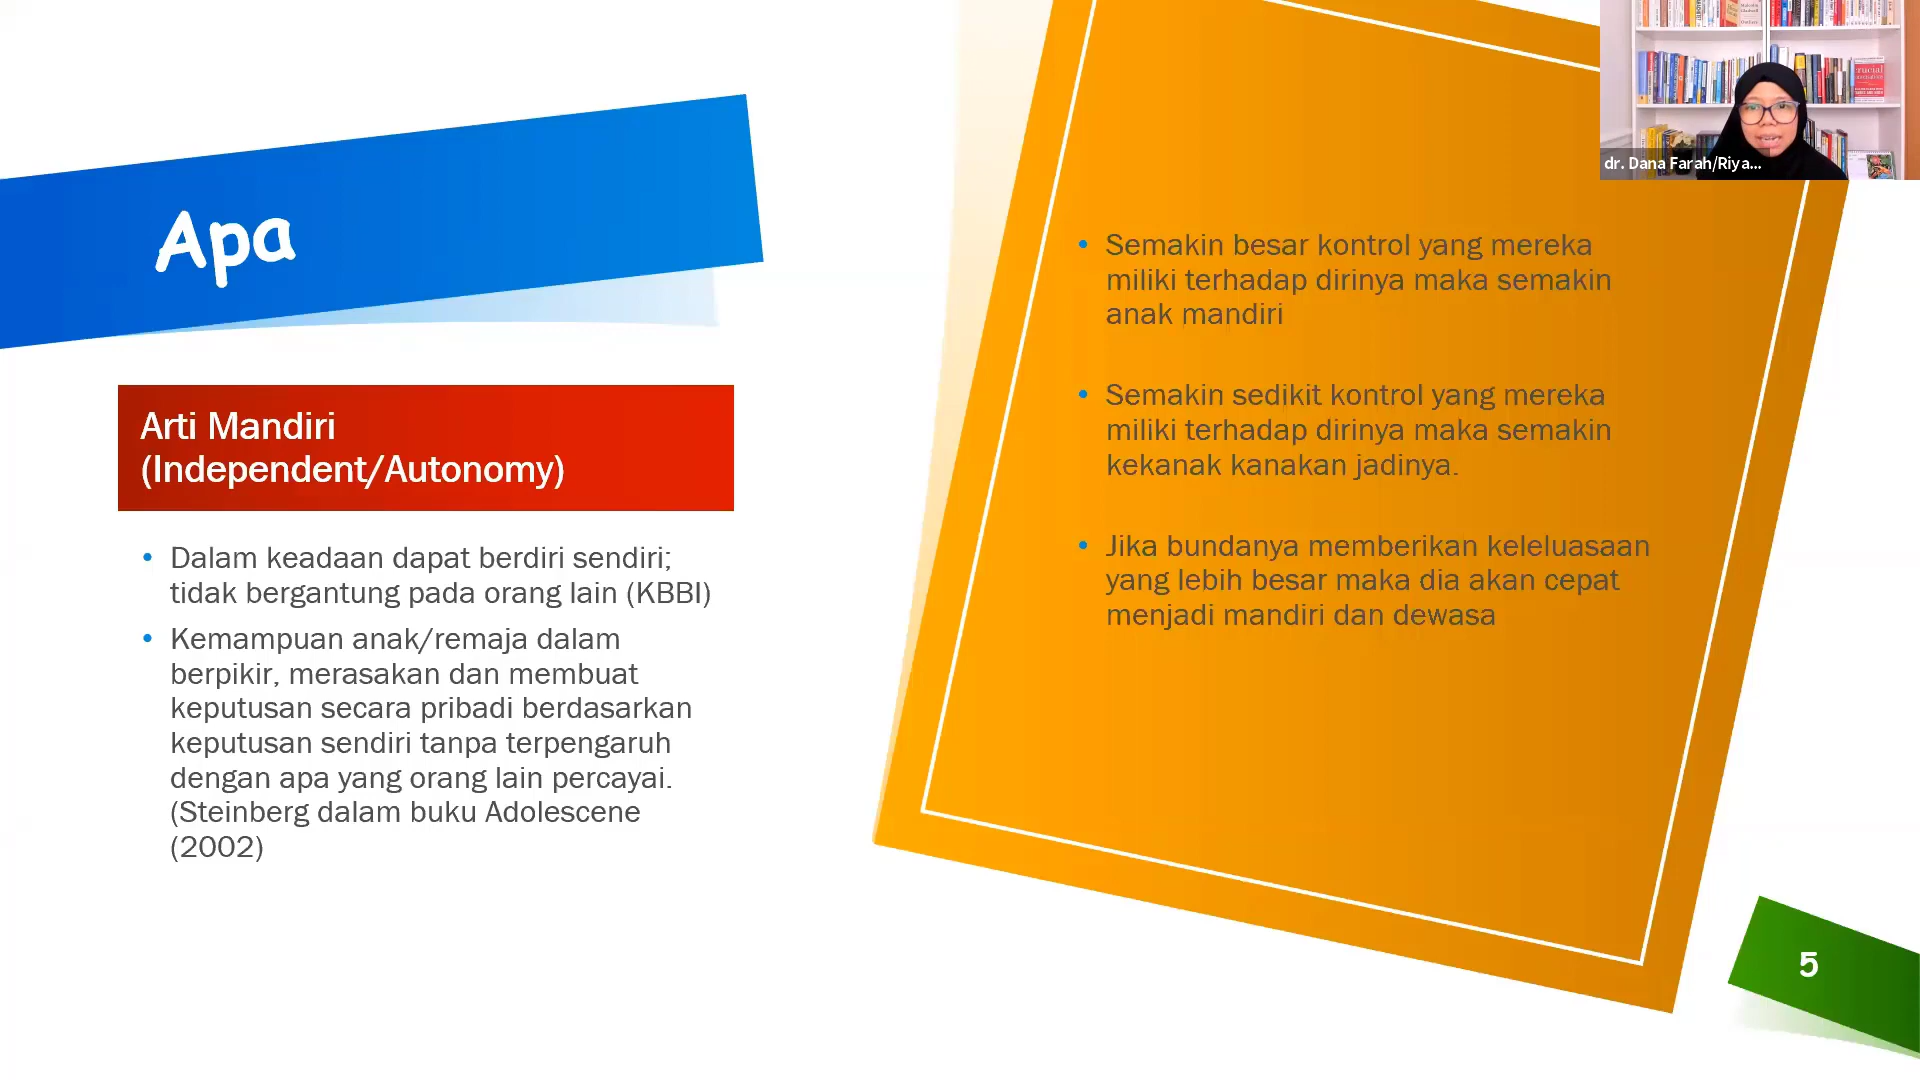 Apa
Arti Mandiri
(Independent/Autonomy)
• Dalam keadaan dapat berdiri sendiri;
tidak bergantung pada orang lain (KBBI)
• Kemampuan anak/remaja dalam
berpikir, merasakan dan membuat
keputusan secara pribadi berdasarkan
keputusan sendiri tanpa terpengaruh
dengan apa yang orang lain percayai.
(Steinberg dalam buku Adolescene
(2002)
• Semakin besar kontrol yang mereka
miliki terhadap dirinya maka semakin
anak mandiri
• Semakin sedikit kontrol yang mereka
miliki terhadap dirinya maka semakin
kekanak kanakan jadinya.
• Jika bundanya memberikan keleluasaan
yang lebih besar maka dia akan cepat
menjadi mandiri dan dewasa
dr. Dana Farah/Riya...
5